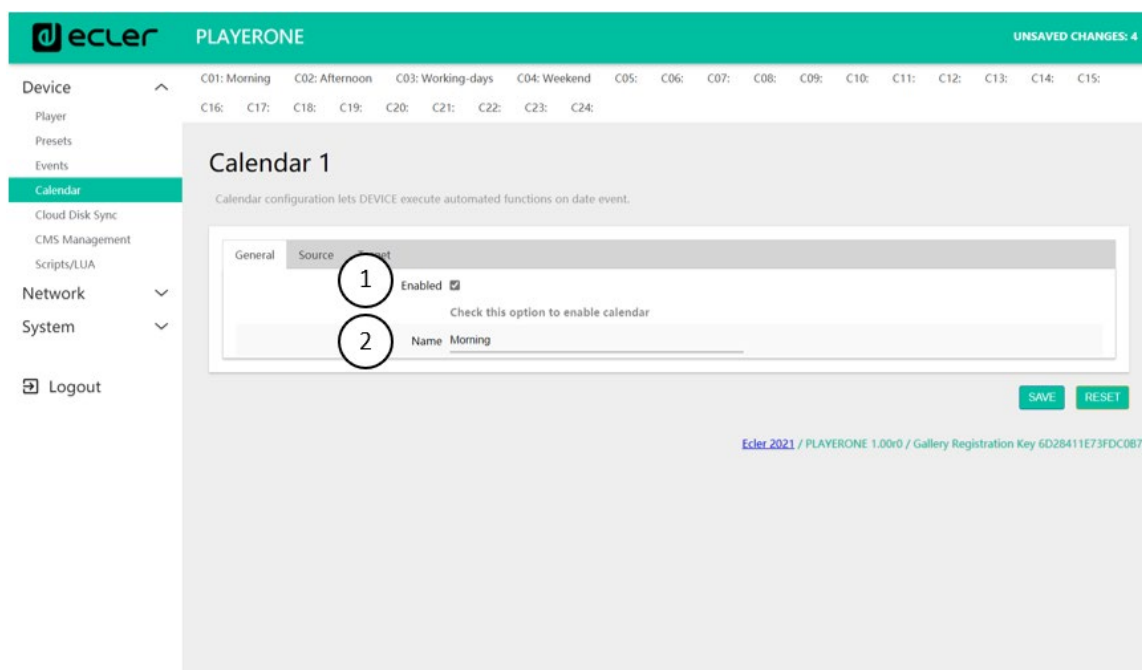 ecler
PLAYERONE
UNSAVED CHANGES: 4
Device
Player
Presets
Events
Calendar
Cloud Disk Sync
CMS Management
Scripts/LUA
Network
System
Logout
C01: Morning C02: Afternoon C03: Working-days C04: Weekend C05: C06: C07: C08: C09: C10: C11: C12: C13: C14: C15:
C16: C17: C18: C19: C20: C21: C22: C23: C24:
Calendar 1
Calendar configuration lets DEVICE execute automated functions on date event.
General Source Target
1 Enabled
Check this option to enable calendar
2 Name Morning
SAVE RESET
Ecler 2021 / PLAYERONE 1.00r0 / Gallery Registration Key 6D28411E73FDC0B7